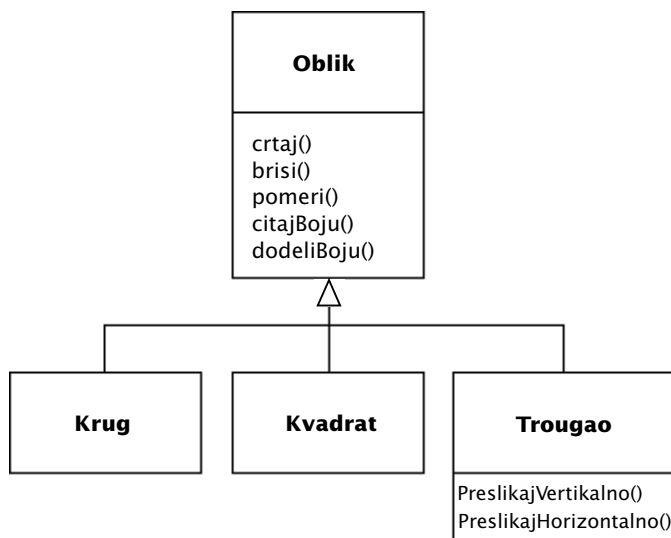 Oblik
crtaj()
brisi()
pomeri()
citajBoju()
dodeliBoju()
Krug
Kvadrat
Trougao
PreslikajVertikalno()
PreslikajHorizontalno()